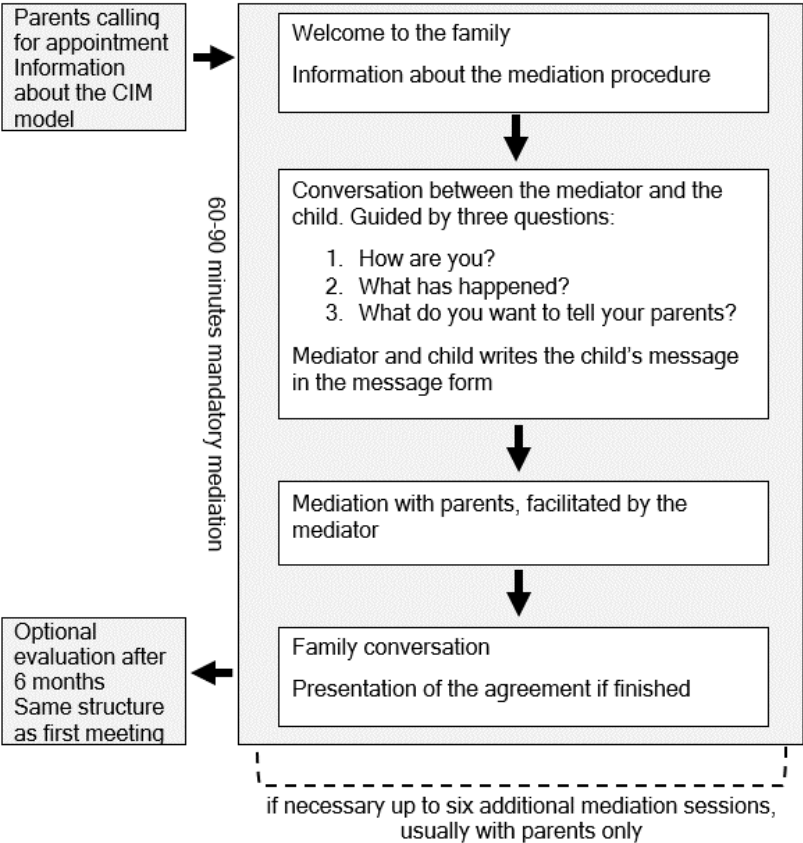 Parents calling
for appointment
Information
about the CIM
model
Welcome to the family
Information about the mediation procedure
60-90 minutes mandatory mediation
Conversation between the mediator and the
child. Guided by three questions:
1. How are you?
2. What has happened?
3. What do you want to tell your parents?
Mediator and child writes the child's message
in the message form
Mediation with parents, facilitated by the
mediator
Family conversation
Presentation of the agreement if finished
Optional
evaluation after
6 months
Same structure
as first meeting
if necessary up to six additional mediation sessions,
usually with parents only